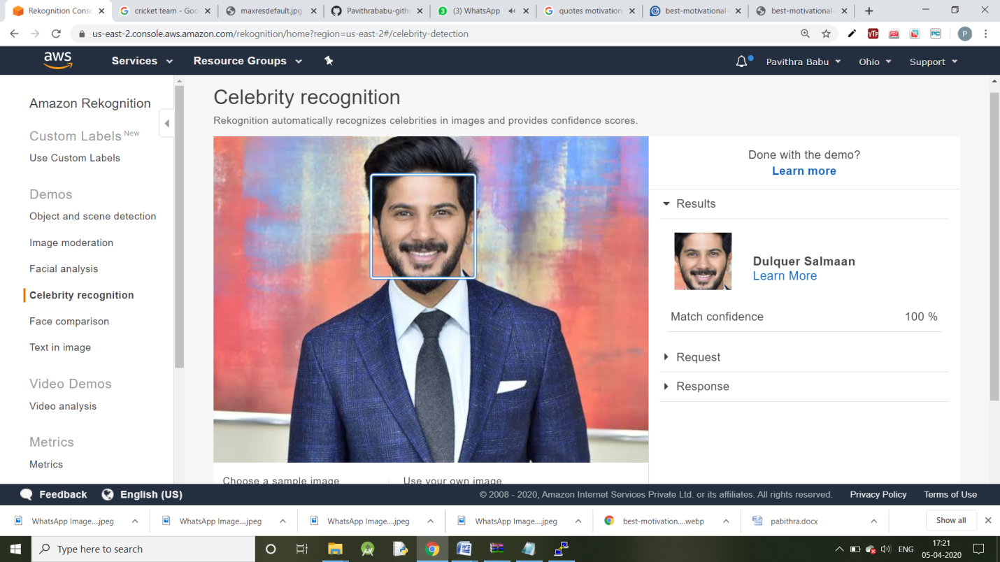 Rekognition Consc
cricket team - Goo
maxresdefault.jpg
Pavithrababu-gith
(3) WhatsApp
quotes motivation
best-motivational-
best-motivational-
us-east-2.console.aws.amazon.com/rekognition/home?region=us-east-2#/celebrity-detection
YTF
PDF
PC
P
aws
Services
Resource Groups
Pavithra Babu
Ohio
Support
Amazon Rekognition
Custom Labels New
Use Custom Labels
Demos
Object and scene detection
Image moderation
Facial analysis
Celebrity recognition
Face comparison
Text in image
Video Demos
Video analysis
Metrics
Metrics
Celebrity recognition
Rekognition automatically recognizes celebrities in images and provides confidence scores.
Choose a sample image
Use your own image
Done with the demo?
Learn more
Results
Dulquer Salmaan
Learn More
Match confidence 100 %
Request
Response
Feedback
English (US)
© 2008 - 2020, Amazon Internet Services Private Ltd. or its affiliates. All rights reserved.
Privacy Policy
Terms of Use
WhatsApp Image....jpeg
WhatsApp Image....jpeg
WhatsApp Image....jpeg
WhatsApp Image....jpeg
best-motivation....webp
pabithra.docx
Show all
Type here to search
ENG
17:21
05-04-2020